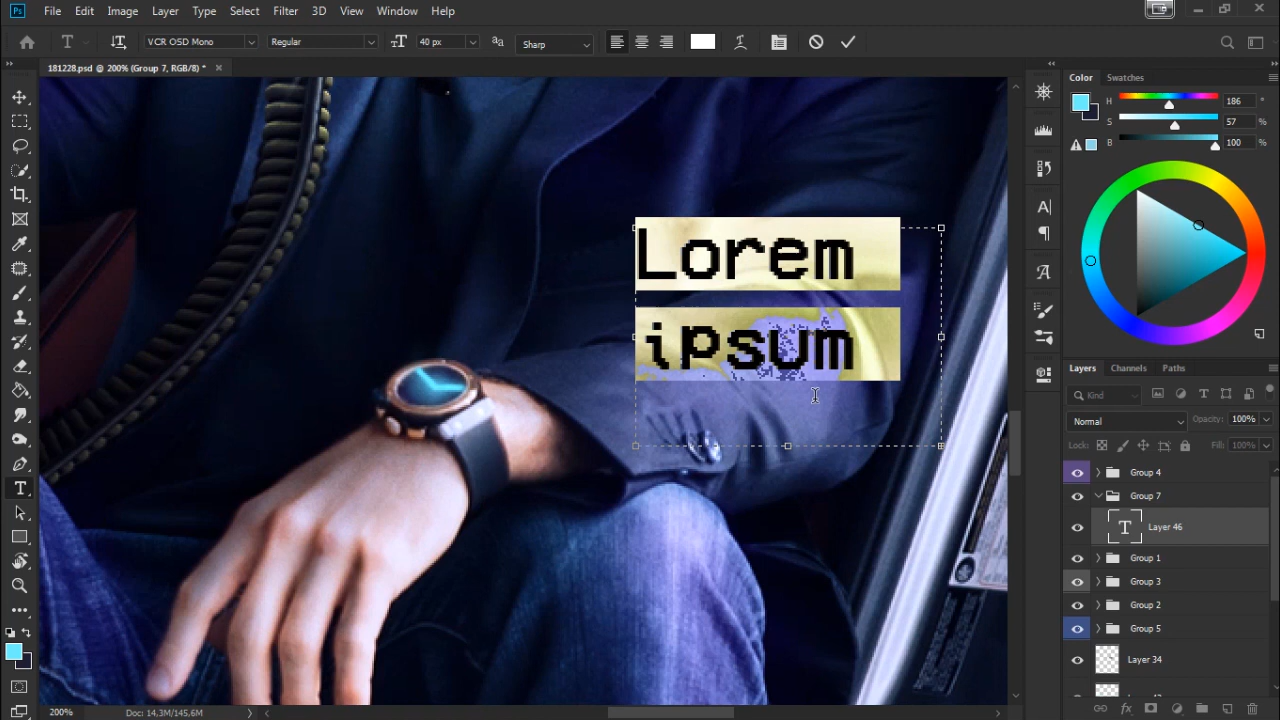 Ps File Edit Image Layer Type Select Filter 3D View Window Help
VCR OSD Mono Regular 40 px Sharp
181228.psd @ 200% (Group 7, RGB/8) *
Color Swatches
H 186 °
S 57 %
B 100 %
Lorem
ipsum
Layers Channels Paths
Kind
Normal Opacity: 100%
Lock: Fill: 100%
Group 4
Group 7
T Layer 46
Group 1
Group 3
Group 2
Group 5
Layer 34
200% Doc: 14,3M/145,6M